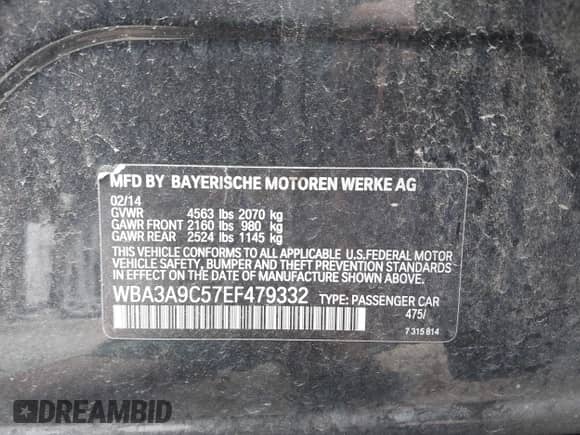 MFD BY BAYERISCHE MOTOREN WERKE AG
02/14
GVWR 4563 lbs 2070 kg
GAWR FRONT 2160 lbs 980 kg
GAWR REAR 2524 lbs 1145 kg
THIS VEHICLE CONFORMS TO ALL APPLICABLE U.S.FEDERAL MOTOR
VEHICLE SAFETY, BUMPER AND THEFT PREVENTION STANDARDS
IN EFFECT ON THE DATE OF MANUFACTURE SHOWN ABOVE.
WBA3A9C57EF479332 TYPE: PASSENGER CAR
475/
7 315 814
DREAMBID